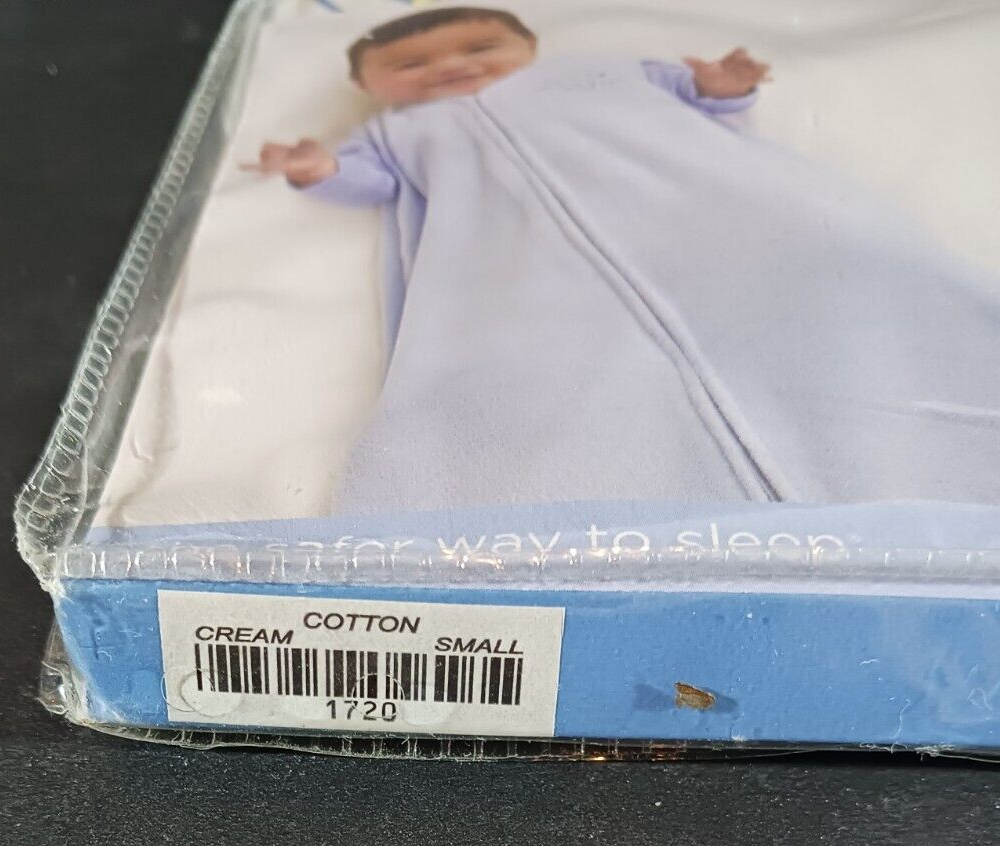 safer way to sleep
COTTON
CREAM SMALL
1720